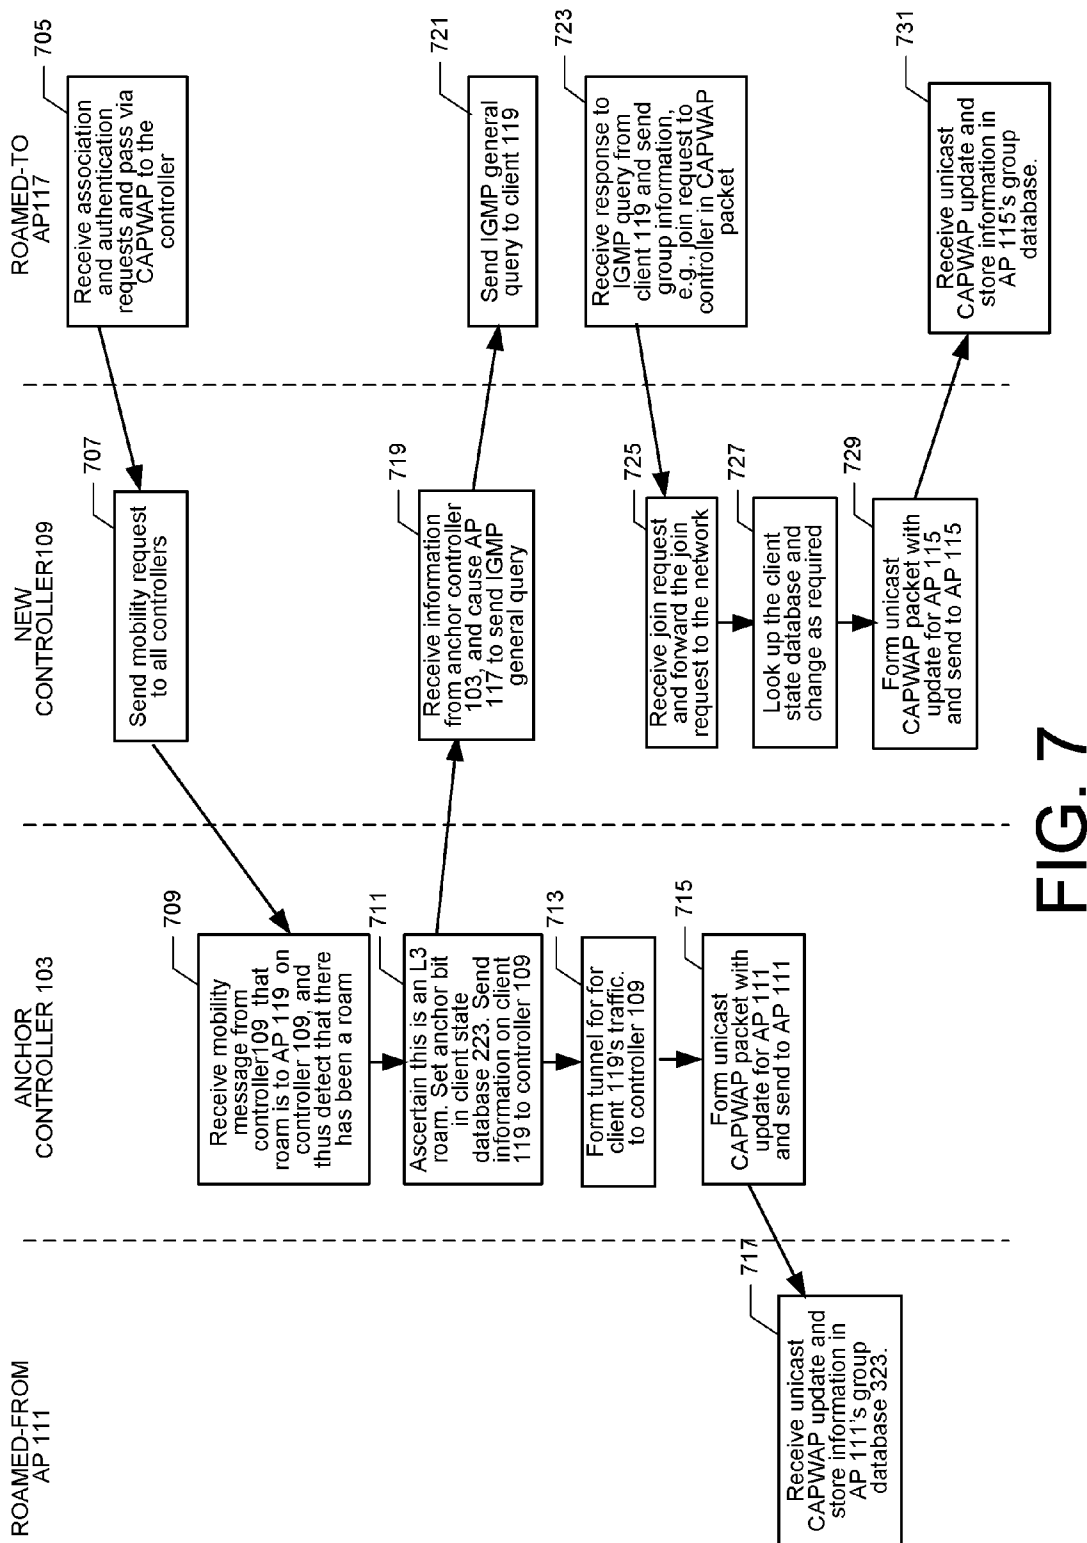 ROAMED-FROM
AP 111
ANCHOR
CONTROLLER 103
NEW
CONTROLLER109
ROAMED-TO
AP117
705
Receive association
and authentication
requests and pass via
CAPWAP to the
controller
707
Send mobility request
to all controllers
709
Receive mobility
message from
controller109 that
roam is to AP 119 on
controller 109, and
thus detect that there
has been a roam
711
Ascertain this is an L3
roam. Set anchor bit
in client state
database 223. Send
information on client
119 to controller 109
713
Form tunnel for for
client 119's traffic.
to controller 109
715
Form unicast
CAPWAP packet with
update for AP 111
and send to AP 111
717
Receive unicast
CAPWAP update and
store information in
AP 111's group
database 323.
719
Receive information
from anchor controller
103, and cause AP
117 to send IGMP
general query
721
Send IGMP general
query to client 119
723
Receive response to
IGMP query from
client 119 and send
group information,
e.g., join request to
controller in CAPWAP
packet
725
Receive join request
and forward the join
request to the network
727
Look up the client
state database and
change as required
729
Form unicast
CAPWAP packet with
update for AP 115
and send to AP 115
731
Receive unicast
CAPWAP update and
store information in
AP 115's group
database.
FIG. 7